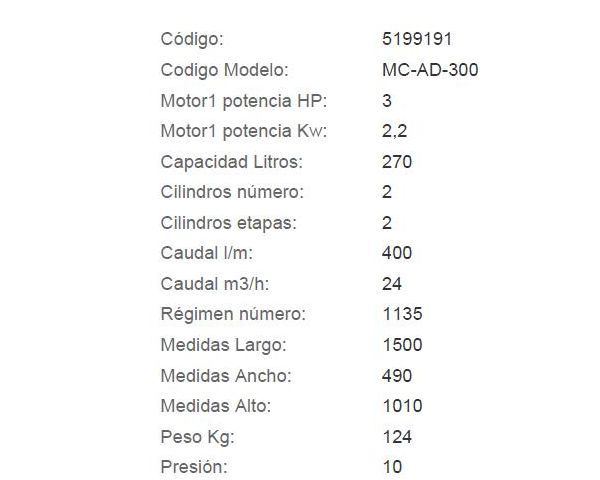 Código: 5199191
Codigo Modelo: MC-AD-300
Motor1 potencia HP: 3
Motor1 potencia Kw: 2,2
Capacidad Litros: 270
Cilindros número: 2
Cilindros etapas: 2
Caudal l/m: 400
Caudal m3/h: 24
Régimen número: 1135
Medidas Largo: 1500
Medidas Ancho: 490
Medidas Alto: 1010
Peso Kg: 124
Presión: 10